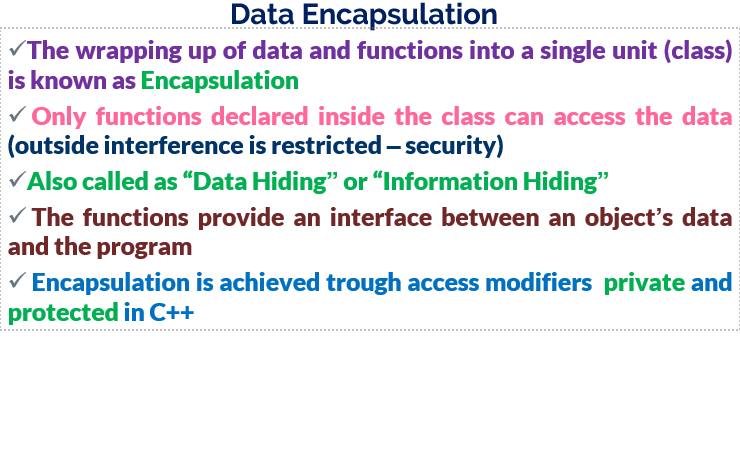 Data Encapsulation
✓The wrapping up of data and functions into a single unit (class)
is known as Encapsulation
✓ Only functions declared inside the class can access the data
(outside interference is restricted – security)
✓Also called as “Data Hiding” or “Information Hiding”
✓ The functions provide an interface between an object’s data
and the program
✓ Encapsulation is achieved trough access modifiers private and
protected in C++